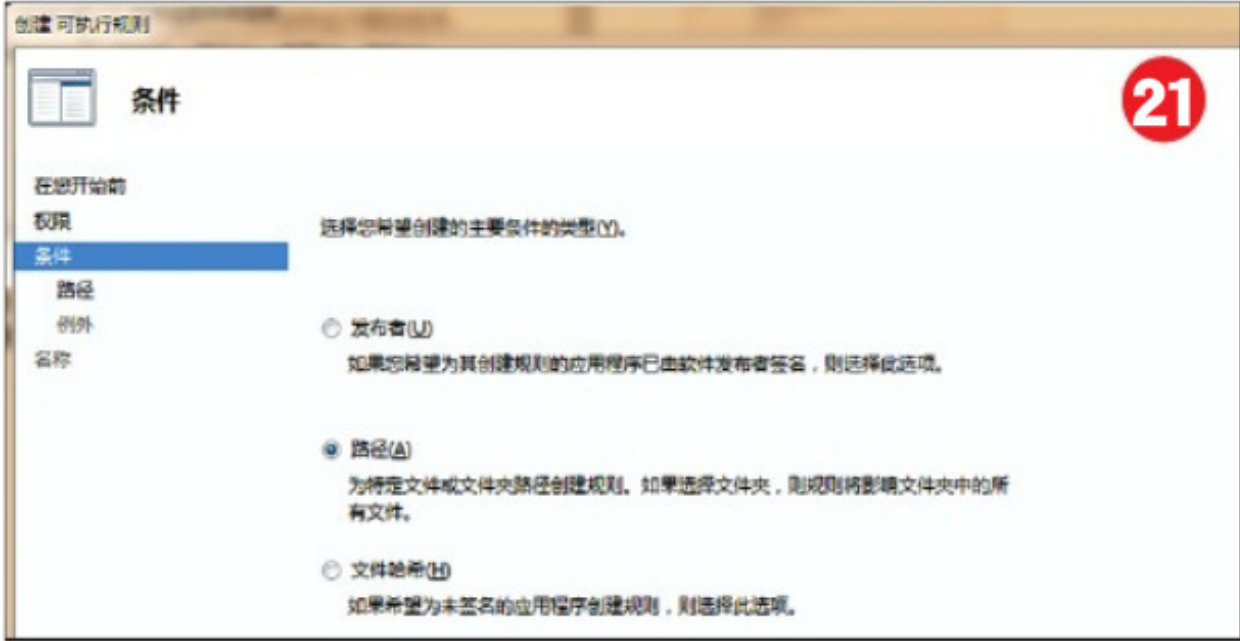 创建 可执行规则
条件
21
在您开始前
权限
条件
路径
例外
名称
选择您希望创建的主要条件的类型(Y)。
发布者(U)
如果您希望为其创建规则的应用程序已由软件发布者签名，则选择此选项。
路径(A)
为特定文件或文件夹路径创建规则。如果选择文件夹，则规则将影响文件夹中的所
有文件。
文件哈希(H)
如果希望为未签名的应用程序创建规则，则选择此选项。